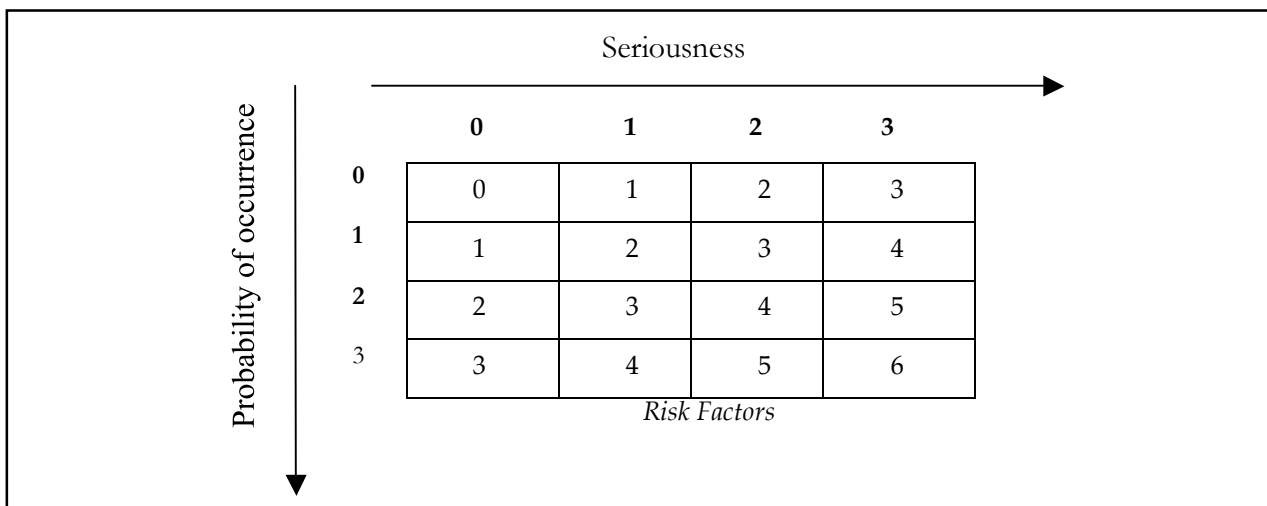 Seriousness
Probability of occurrence
0 1 2 3
0 0 1 2 3
1 1 2 3 4
2 2 3 4 5
3 3 4 5 6
Risk Factors